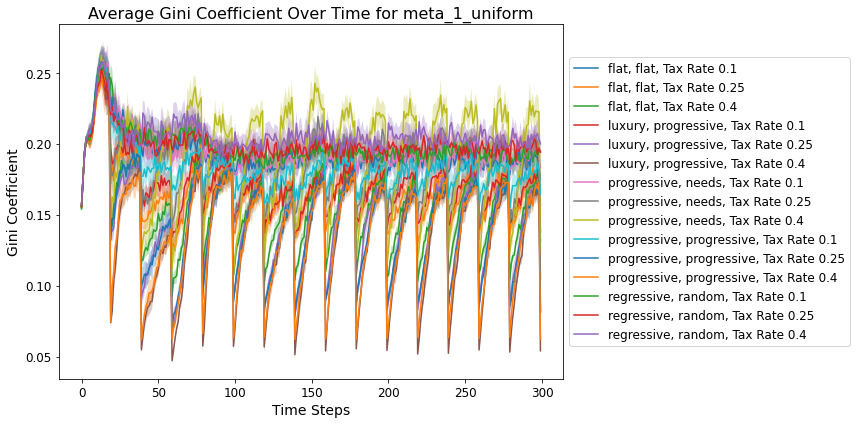 Average Gini Coefficient Over Time for meta_1_uniform
Gini Coefficient
0.25
0.20
0.15
0.10
0.05
0
50
100
150
200
250
300
Time Steps
flat, flat, Tax Rate 0.1
flat, flat, Tax Rate 0.25
flat, flat, Tax Rate 0.4
luxury, progressive, Tax Rate 0.1
luxury, progressive, Tax Rate 0.25
luxury, progressive, Tax Rate 0.4
progressive, needs, Tax Rate 0.1
progressive, needs, Tax Rate 0.25
progressive, needs, Tax Rate 0.4
progressive, progressive, Tax Rate 0.1
progressive, progressive, Tax Rate 0.25
progressive, progressive, Tax Rate 0.4
regressive, random, Tax Rate 0.1
regressive, random, Tax Rate 0.25
regressive, random, Tax Rate 0.4